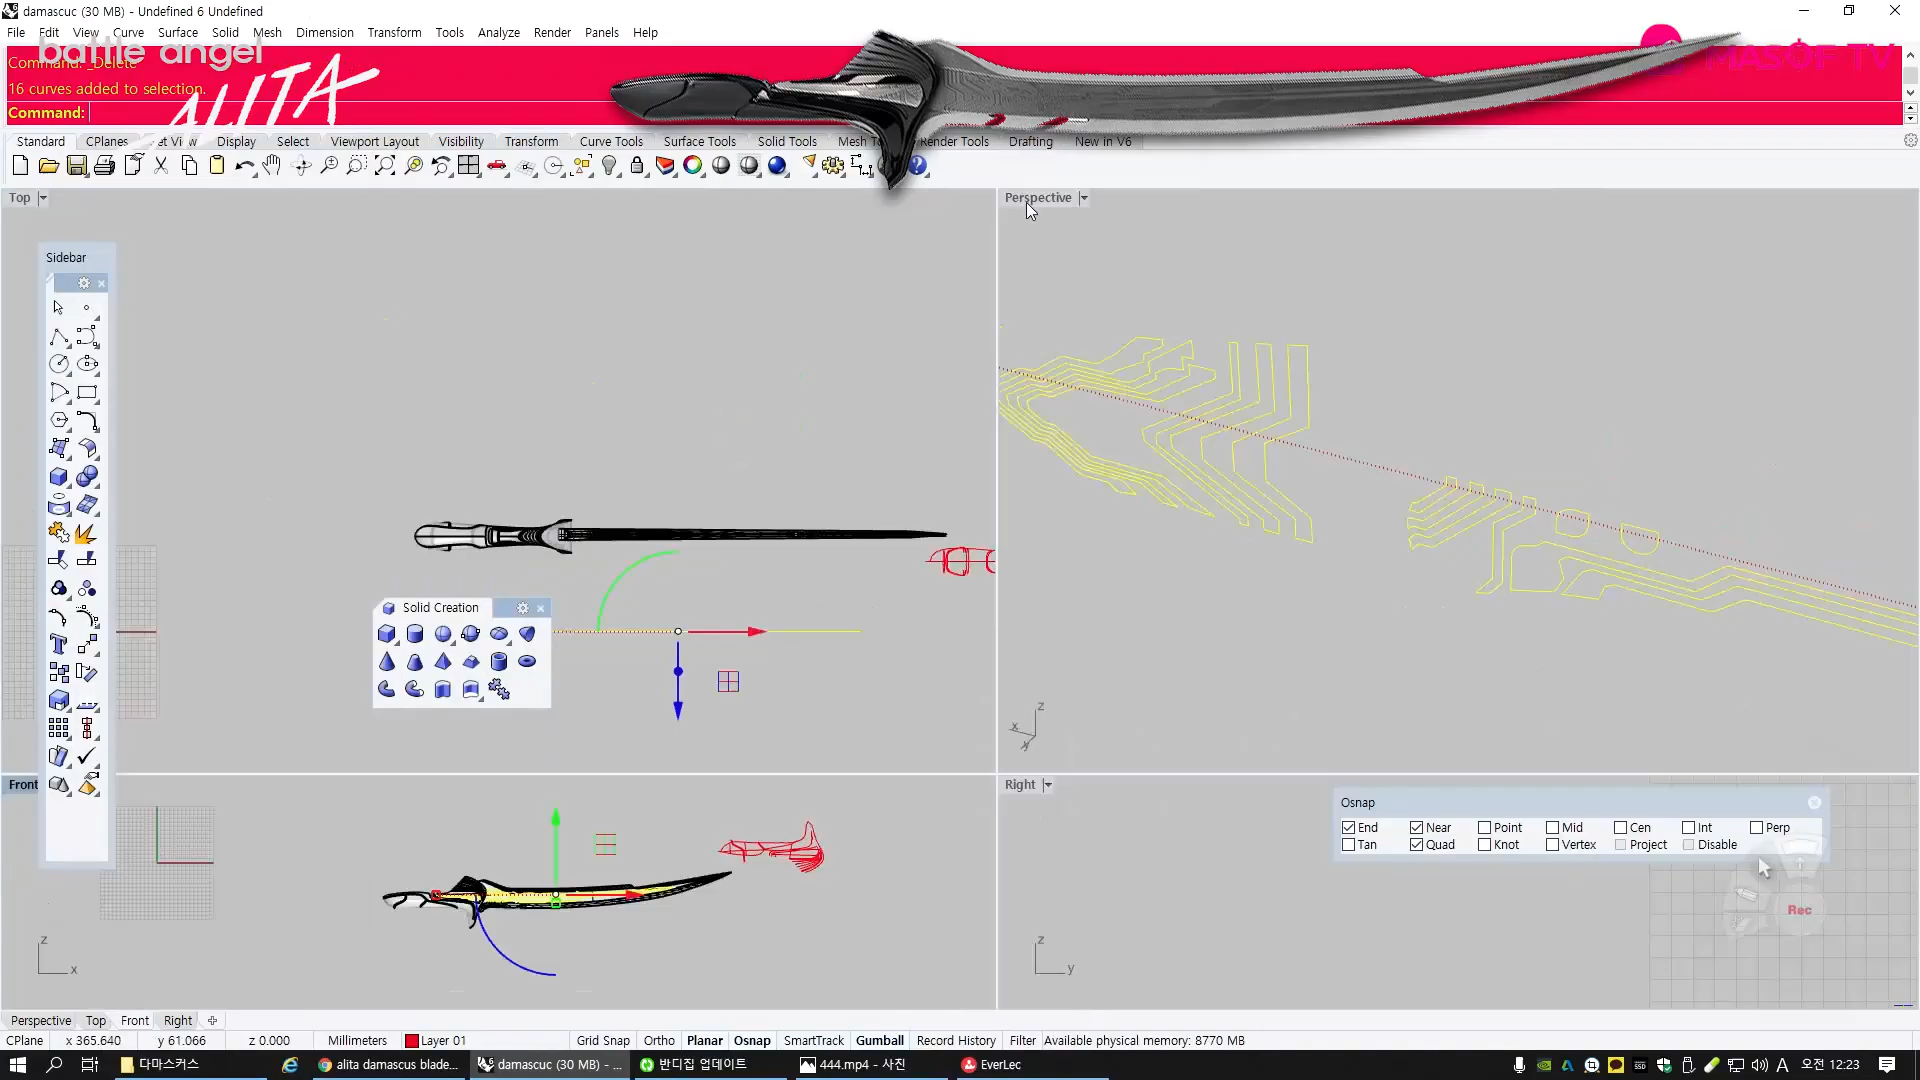 damascuc (30 MB) - Undefined 6 Undefined
File Edit View Curve Surface Solid Mesh Dimension Transform Tools Analyze Render Panels Help
battle angel
ALITA
MASOF TV
Command: _Delete
16 curves added to selection.
Command:
Standard CPlanes Set View Display Select Viewport Layout Visibility Transform Curve Tools Surface Tools Solid Tools Mesh Render Tools Drafting New in V6
Top
Perspective
Sidebar
Solid Creation
z
x
y
Front
Right
Osnap
End Near Point Mid Cen Int Perp
Tan Quad Knot Vertex Project Disable
Rec
z
x
z
y
Perspective Top Front Right
CPlane x 365.640 y 61.066 z 0.000 Millimeters Layer 01 Grid Snap Ortho Planar Osnap SmartTrack Gumball Record History Filter Available physical memory: 8770 MB
다마스커스 alita damascus blade... damascuc (30 MB) - ... 반디집 업데이트 444.mp4 - 사진 EverLec SSD A 오전 12:23